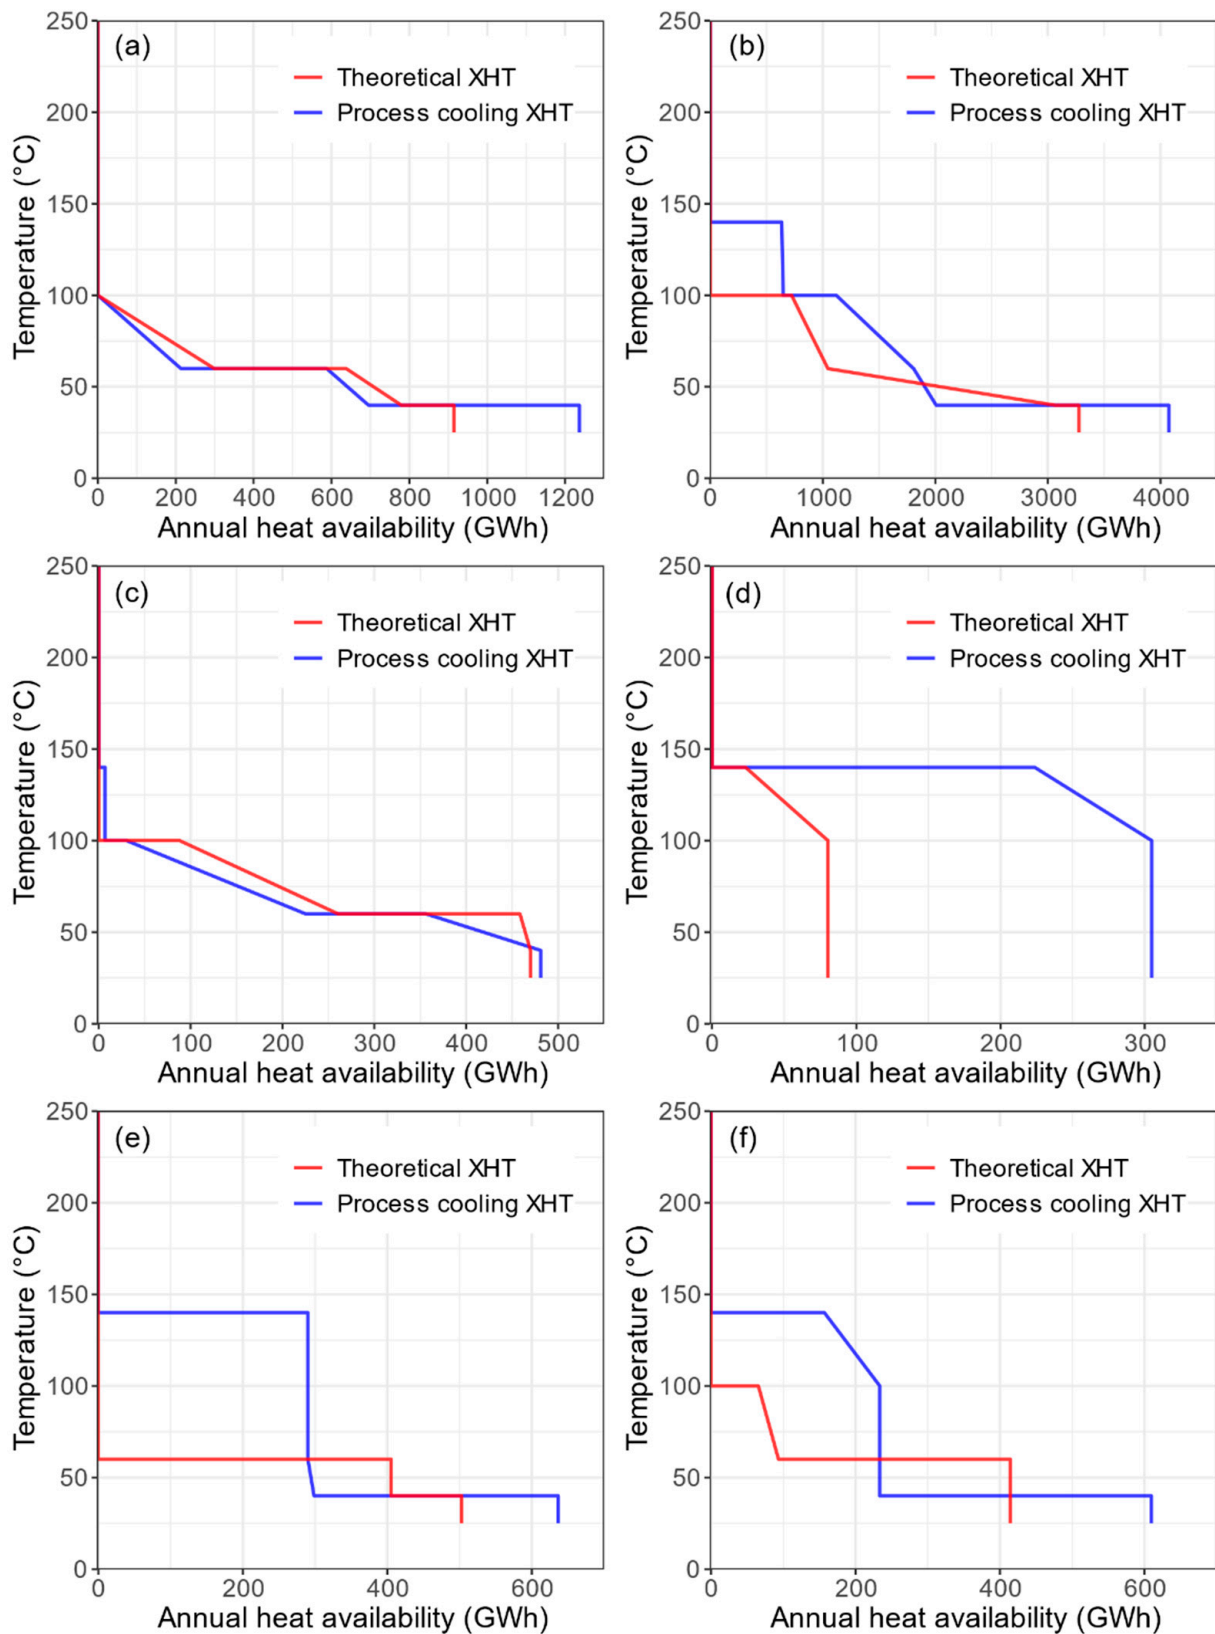 (a)
Theoretical XHT
Process cooling XHT
250
200
150
100
50
0
Temperature (°C)
0 200 400 600 800 1000 1200
Annual heat availability (GWh)
(b)
Theoretical XHT
Process cooling XHT
250
200
150
100
50
0
Temperature (°C)
0 1000 2000 3000 4000
Annual heat availability (GWh)
(c)
Theoretical XHT
Process cooling XHT
250
200
150
100
50
0
Temperature (°C)
0 100 200 300 400 500
Annual heat availability (GWh)
(d)
Theoretical XHT
Process cooling XHT
250
200
150
100
50
0
Temperature (°C)
0 100 200 300
Annual heat availability (GWh)
(e)
Theoretical XHT
Process cooling XHT
250
200
150
100
50
0
Temperature (°C)
0 200 400 600
Annual heat availability (GWh)
(f)
Theoretical XHT
Process cooling XHT
250
200
150
100
50
0
Temperature (°C)
0 200 400 600
Annual heat availability (GWh)